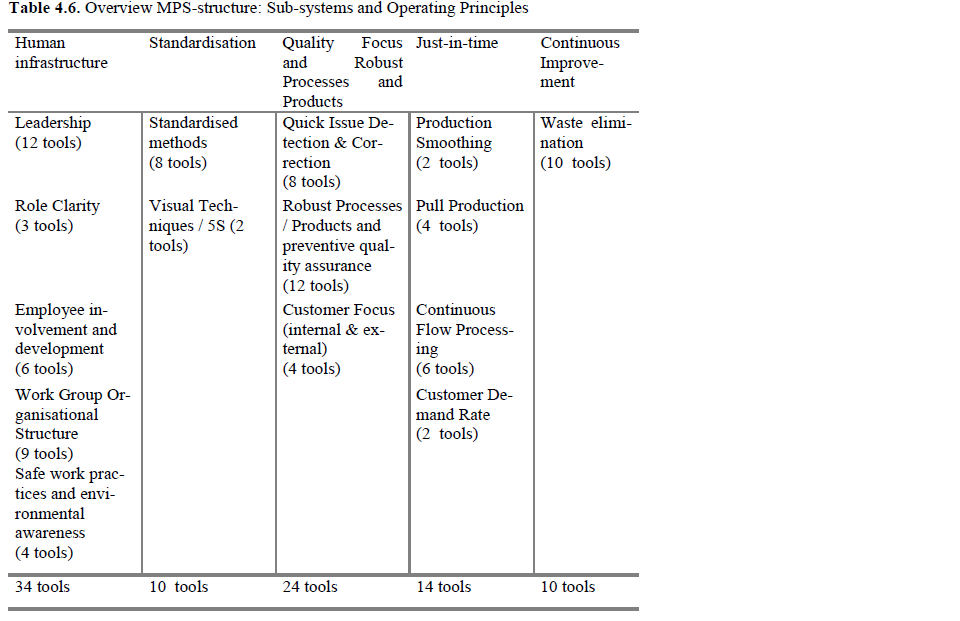 Table 4.6. Overview MPS-structure: Sub-systems and Operating Principles
Human
infrastructure
Standardisation
Quality Focus
and Robust
Processes and
Products
Just-in-time
Continuous
Improve-
ment
Leadership
(12 tools)
Standardised
methods
(8 tools)
Quick Issue De-
tection & Cor-
rection
(8 tools)
Production
Smoothing
(2 tools)
Waste elimi-
nation
(10 tools)
Role Clarity
(3 tools)
Visual Tech-
niques / 5S (2
tools)
Robust Processes
/ Products and
preventive qual-
ity assurance
(12 tools)
Pull Production
(4 tools)
Employee in-
volvement and
development
(6 tools)
Customer Focus
(internal & ex-
ternal)
(4 tools)
Continuous
Flow Process-
ing
(6 tools)
Work Group Or-
ganisational
Structure
(9 tools)
Customer De-
mand Rate
(2 tools)
Safe work prac-
tices and envi-
ronmental
awareness
(4 tools)
34 tools
10 tools
24 tools
14 tools
10 tools